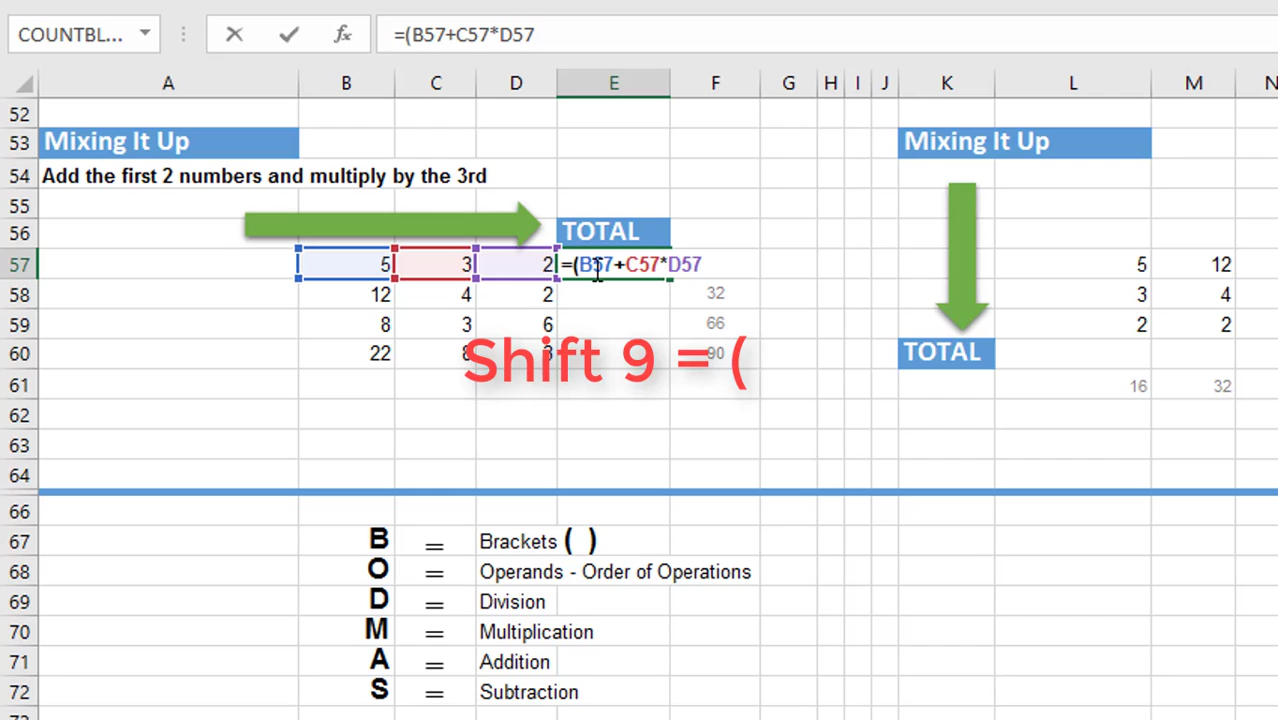 COUNTBL... =(B57+C57*D57
A B C D E F G H I J K L M N
52
53 Mixing It Up Mixing It Up
54 Add the first 2 numbers and multiply by the 3rd
55
56 TOTAL
57 5 3 2 =(B57+C57*D57 5 12
58 12 4 2 32 3 4
59 8 3 6 66 2 2
60 22 8 3 90 TOTAL
Shift 9 = (
61 16 32
62
63
64
66
67 B = Brackets ( )
68 O = Operands - Order of Operations
69 D = Division
70 M = Multiplication
71 A = Addition
72 S = Subtraction